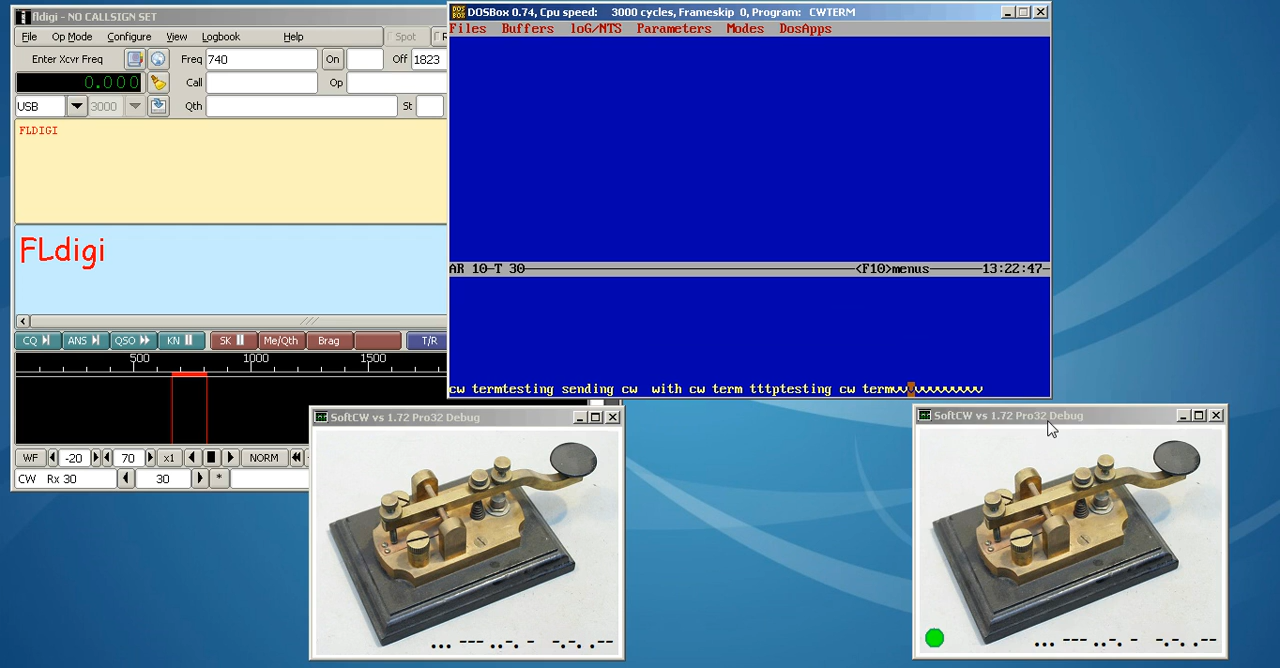 fldigi - NO CALLSIGN SET
File Op Mode Configure View Logbook Help Spot
Enter Xcvr Freq Freq 740 On Off 1823
0.000 Call Op
USB 3000 Qth St
FLDIGI
FLdigi
CQ ANS QSO KN SK Me/Qth Brag T/R
500 1000 1500
WF -20 70 x1 NORM
CW Rx 30 30 *
DOS
BOX
DOSBox 0.74, Cpu speed: 3000 cycles, Frameskip 0, Program: CWTERM
Files Buffers loG/NTS Parameters Modes DosApps
AR 10-T 30 <F10>menus 13:22:47
cw termtesting sending cw with cw term tttptesting cw termvvvvvvvvvvvv
SoftCW vs 1.72 Pro32 Debug
... --- ..-. - -.-. .--
SoftCW vs 1.72 Pro32 Debug
... --- ..-. - -.-. .--